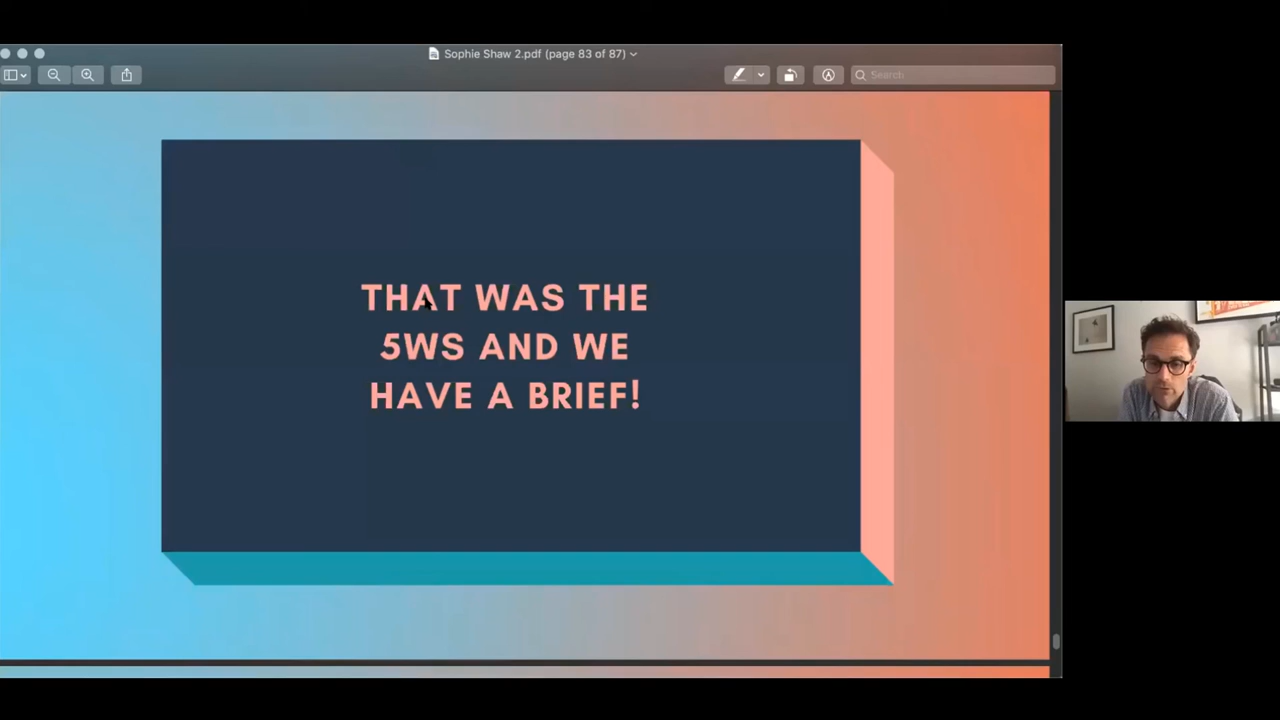 Sophie Shaw 2.pdf (page 83 of 87)
Search
THAT WAS THE
5WS AND WE
HAVE A BRIEF!